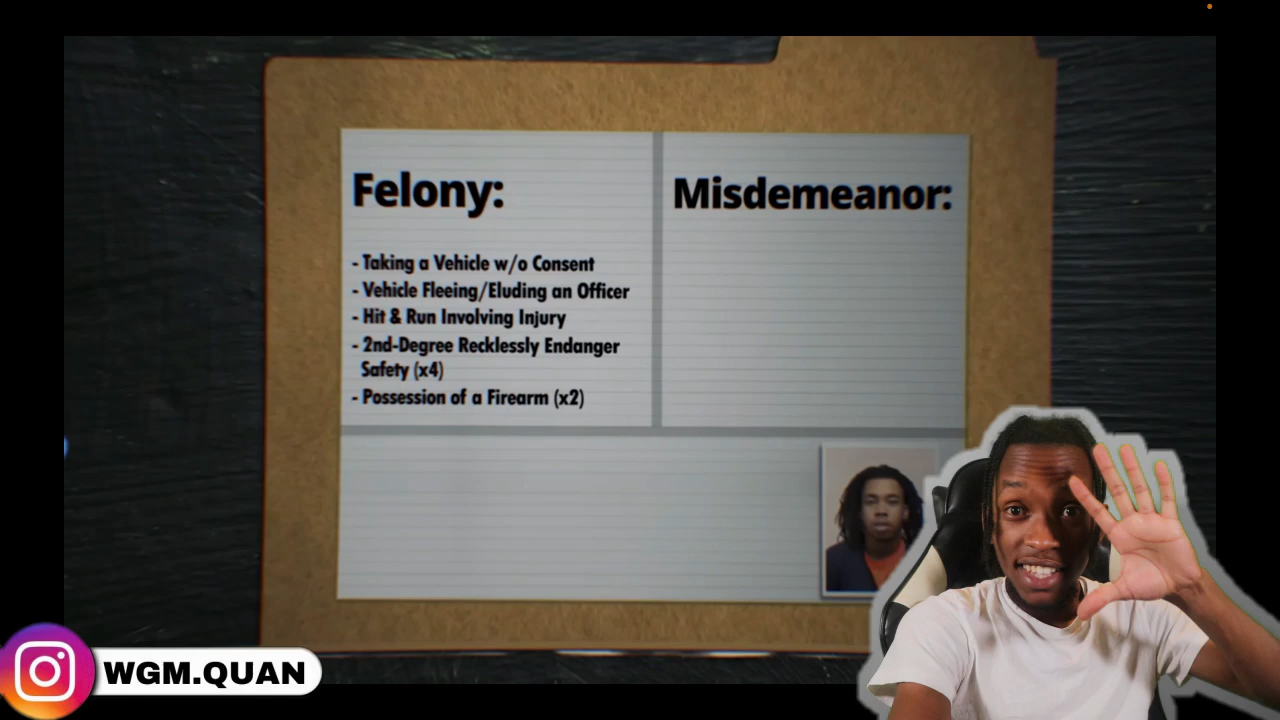 Felony:
- Taking a Vehicle w/o Consent
- Vehicle Fleeing/Eluding an Officer
- Hit & Run Involving Injury
- 2nd-Degree Recklessly Endanger
Safety (x4)
- Possession of a Firearm (x2)
Misdemeanor:
WGM.QUAN